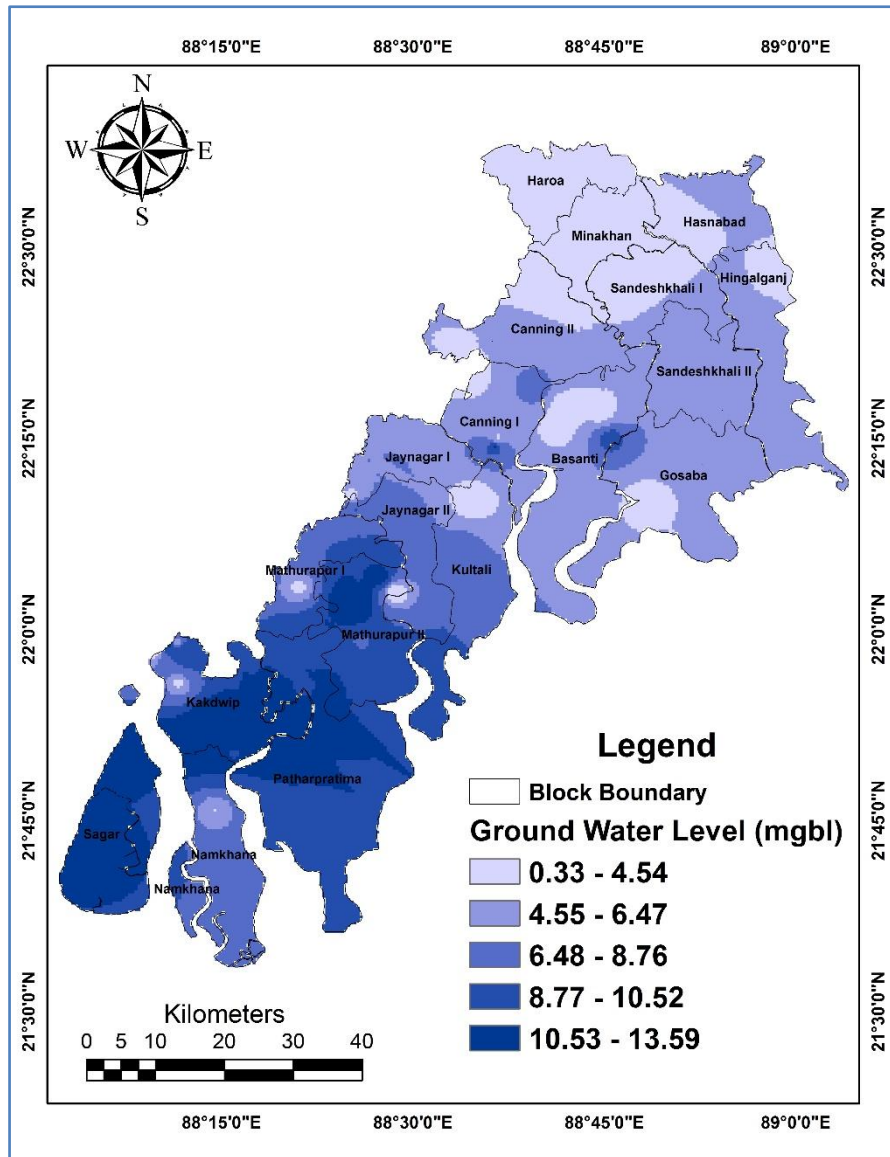 88°15'0"E 88°30'0"E 88°45'0"E 89°0'0"E
N
W E
S
22°30'0"N 22°30'0"N
22°15'0"N 22°15'0"N
22°0'0"N 22°0'0"N
21°45'0"N 21°45'0"N
21°30'0"N 21°30'0"N
Haroa
Hasnabad
Minakhan
Hingalganj
Sandeshkhali I
Canning II
Sandeshkhali II
Canning I
Basanti
Jaynagar I
Gosaba
Jaynagar II
Mathurapur I
Kultali
Mathurapur II
Kakdwip
Patharpratima
Sagar
Namkhana
Namkhana
Legend
Block Boundary
Ground Water Level (mgbl)
0.33 - 4.54
4.55 - 6.47
6.48 - 8.76
8.77 - 10.52
10.53 - 13.59
Kilometers
0 5 10 20 30 40
88°15'0"E 88°30'0"E 88°45'0"E 89°0'0"E